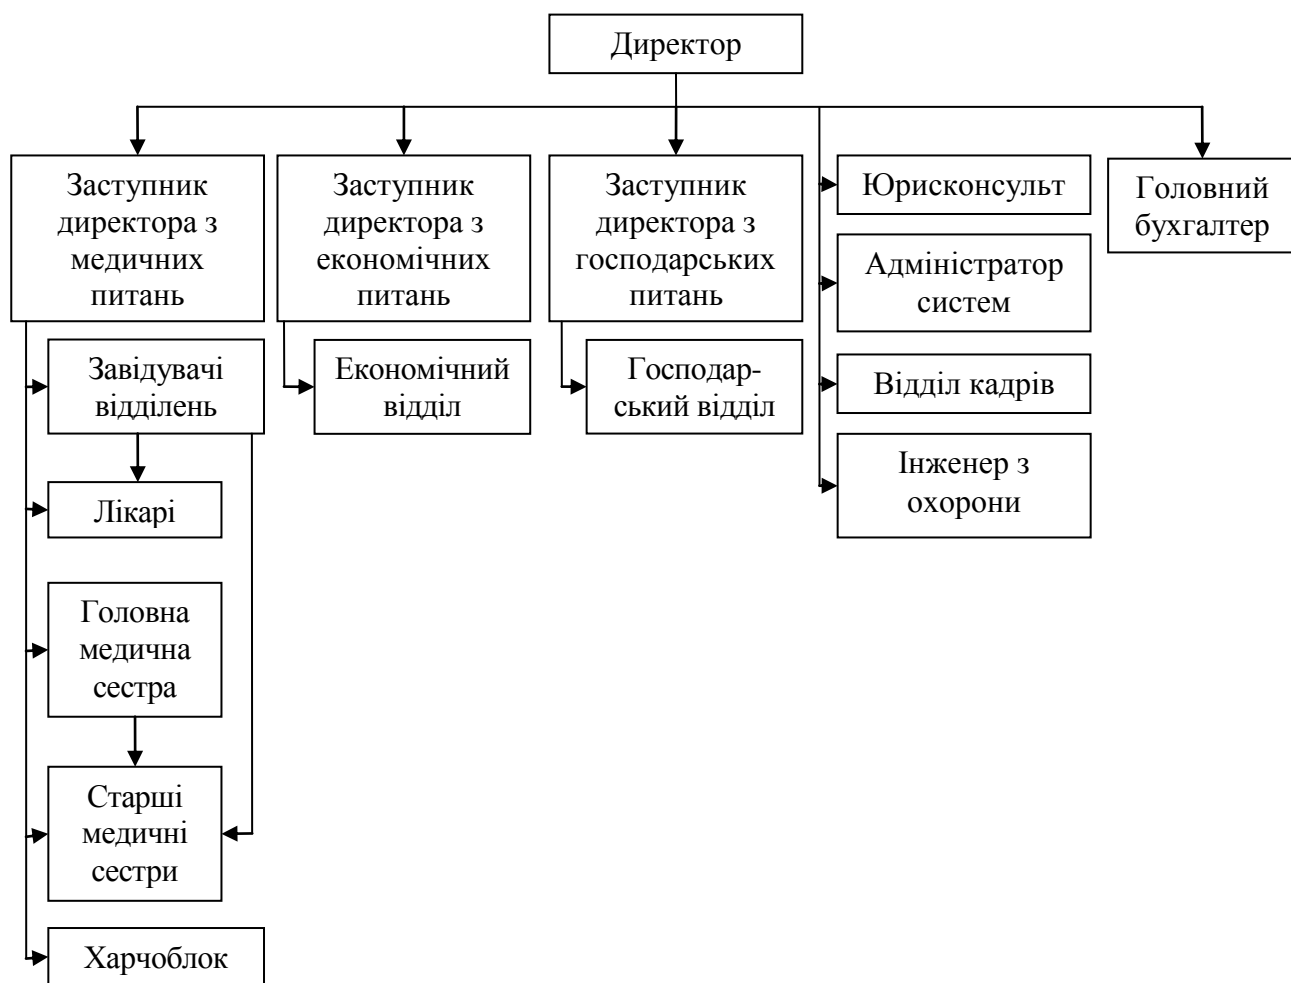 Директор
Заступник
директора з
медичних
питань
Заступник
директора з
економічних
питань
Заступник
директора з
господарських
питань
Юрисконсульт
Головний
бухгалтер
Адміністратор
систем
Завідувачі
відділень
Економічний
відділ
Господар-
ський відділ
Відділ кадрів
Інженер з
охорони
Лікарі
Головна
медична
сестра
Старші
медичні
сестри
Харчоблок